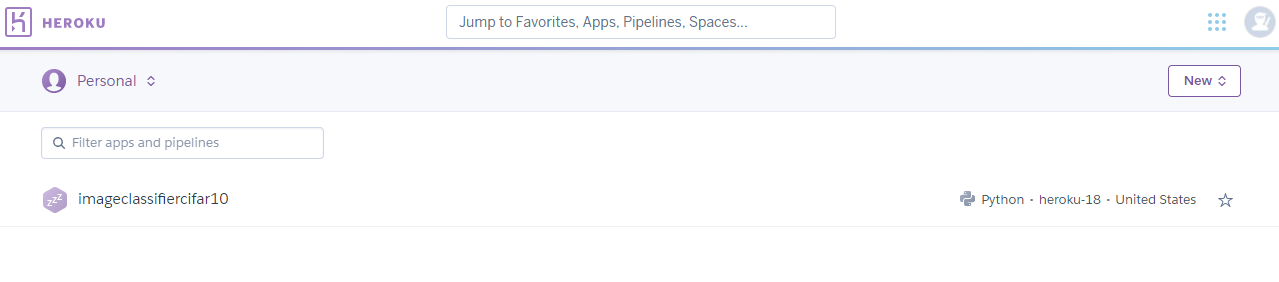 HEROKU
Jump to Favorites, Apps, Pipelines, Spaces...
Personal
New
Filter apps and pipelines
zzz
imageclassifiercifar10
Python • heroku-18 • United States